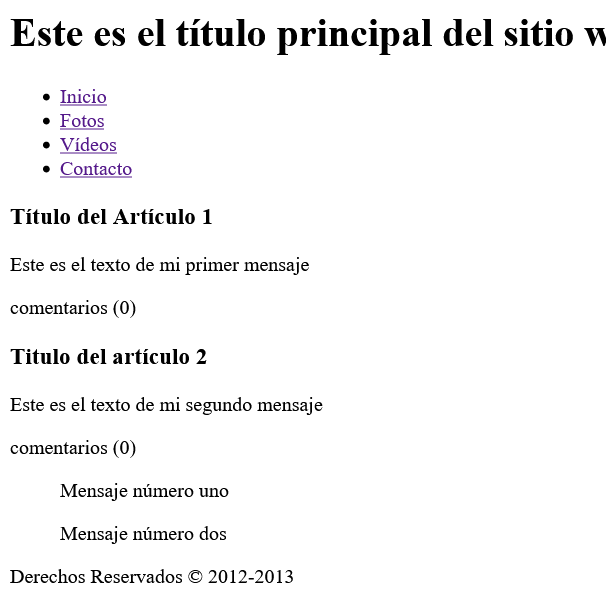 Este es el título principal del sitio w
Inicio
Fotos
Vídeos
Contacto
Título del Artículo 1
Este es el texto de mi primer mensaje
comentarios (0)
Titulo del artículo 2
Este es el texto de mi segundo mensaje
comentarios (0)
Mensaje número uno
Mensaje número dos
Derechos Reservados © 2012-2013